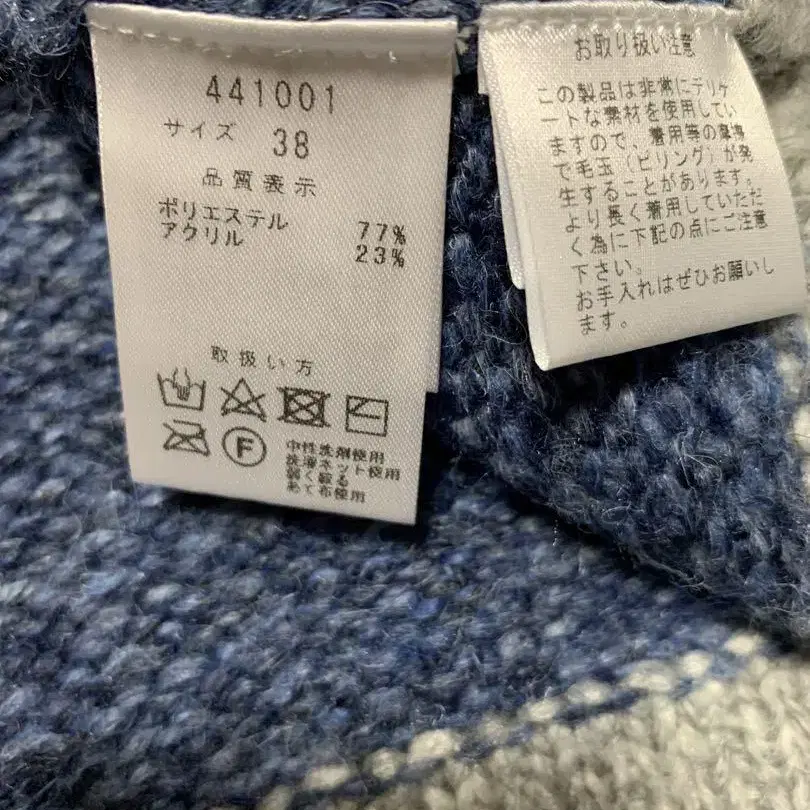 441001
サイズ 38
品質表示
ポリエステル 77%
アクリル 23%
取扱い方
F
中性洗剤使用
洗濯ネット使用
弱く絞る
あて布使用
お取り扱い注意
この製品は非常にデリケ
ートな素材を使用してい
ますので、着用等の摩擦
で毛玉(ピリング)が発
生することがあります。
より長く着用していただ
く為に下記の点にご注意
下さい。
お手入れはぜひお願いし
ます。